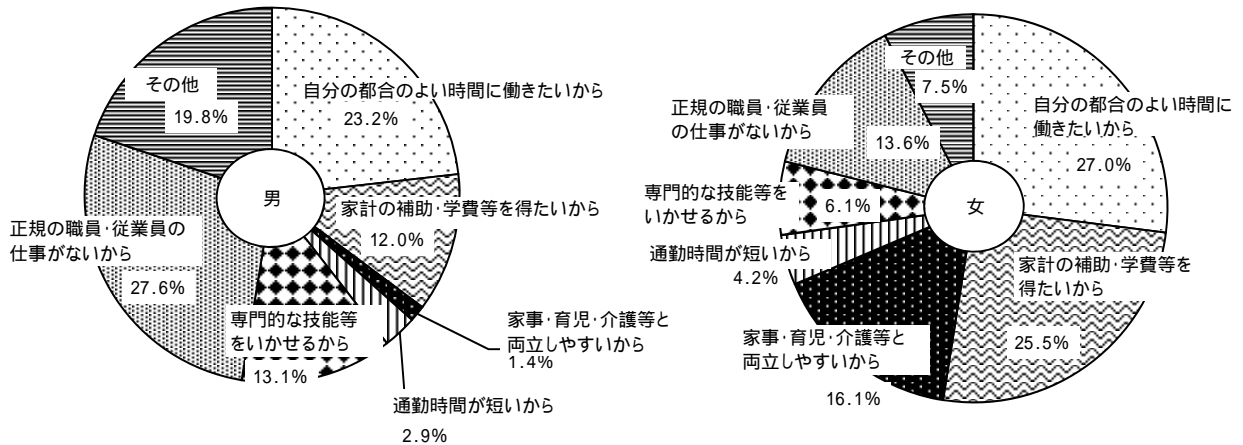 男
自分の都合のよい時間に働きたいから
23.2%
家計の補助･学費等を得たいから
12.0%
家事･育児･介護等と
両立しやすいから
1.4%
通勤時間が短いから
2.9%
専門的な技能等
をいかせるから
13.1%
正規の職員･従業員の
仕事がないから
27.6%
その他
19.8%
女
自分の都合のよい時間に
働きたいから
27.0%
家計の補助･学費等を
得たいから
25.5%
家事･育児･介護等と
両立しやすいから
16.1%
通勤時間が短いから
4.2%
専門的な技能等を
いかせるから
6.1%
正規の職員･従業員
の仕事がないから
13.6%
その他
7.5%